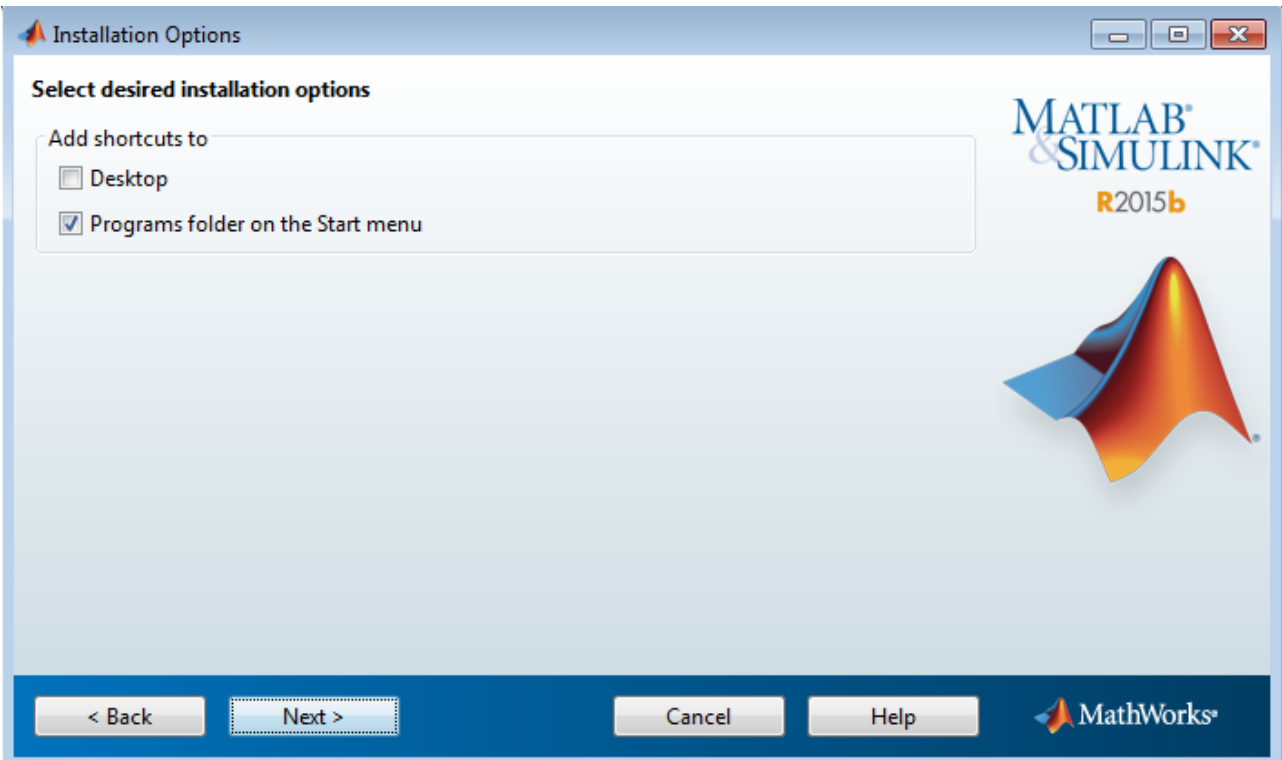 Installation Options
Select desired installation options
Add shortcuts to
Desktop
Programs folder on the Start menu
MATLAB®
&SIMULINK®
R2015b
®
< Back
Next >
Cancel
Help
MathWorks®